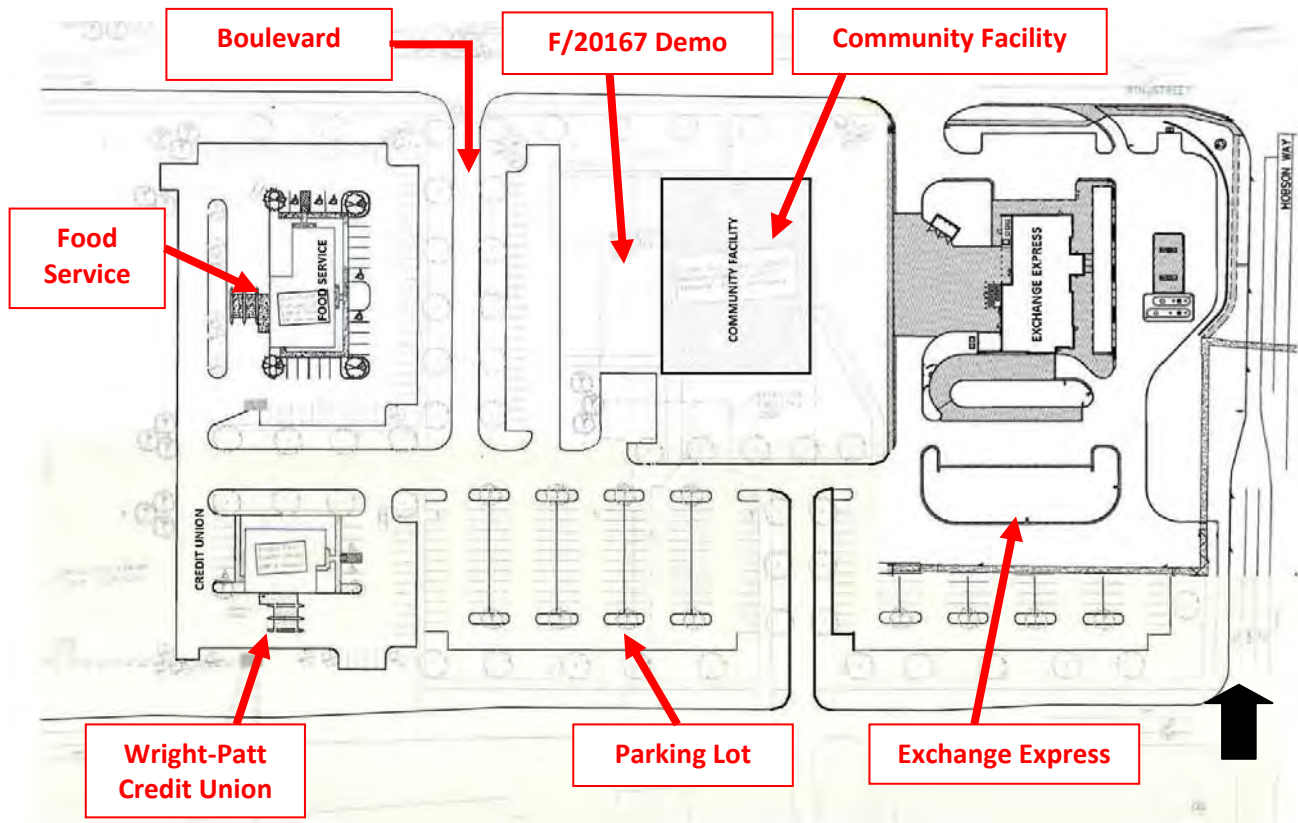 Boulevard
F/20167 Demo
Community Facility
HOBSON WAY
Food
Service
FOOD SERVICE
COMMUNITY FACILITY
EXCHANGE EXPRESS
CREDIT UNION
Wright-Patt
Credit Union
Parking Lot
Exchange Express